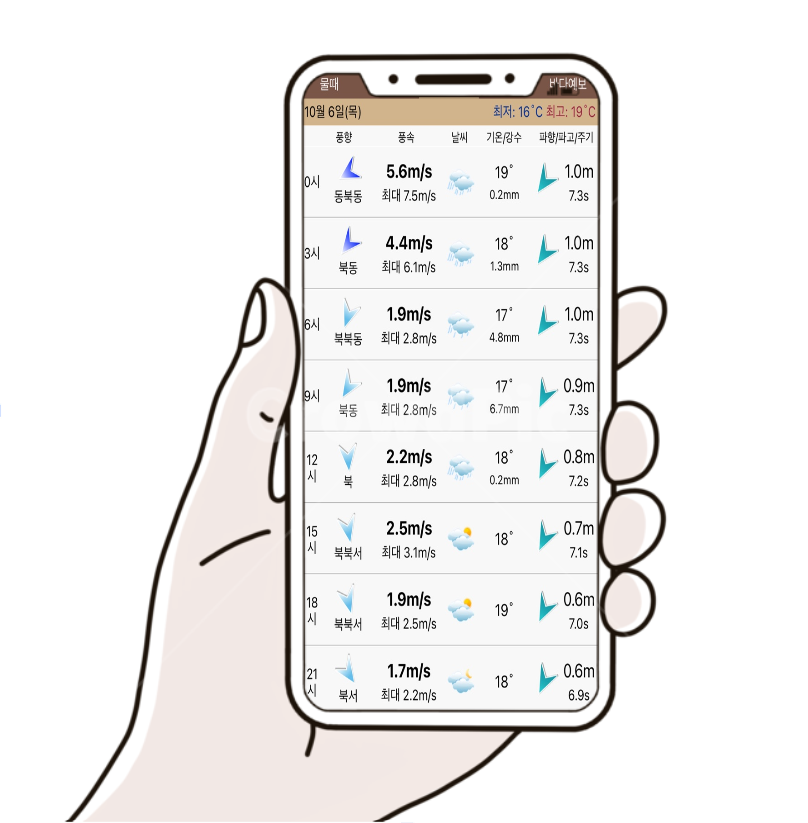 물때 바다예보
10월 6일(목) 최저: 16˚C 최고: 19˚C
풍향 풍속 날씨 기온/강수 파향/파고/주기
0시 5.6m/s 19˚ 1.0m
동북동 최대 7.5m/s 0.2mm 7.3s
3시 4.4m/s 18˚ 1.0m
북동 최대 6.1m/s 1.3mm 7.3s
6시 1.9m/s 17˚ 1.0m
북북동 최대 2.8m/s 4.8mm 7.3s
9시 1.9m/s 17˚ 0.9m
북동 최대 2.8m/s 6.7mm 7.3s
12시 2.2m/s 18˚ 0.8m
북 최대 2.8m/s 0.2mm 7.2s
15시 2.5m/s 18˚ 0.7m
북북서 최대 3.1m/s 7.1s
18시 1.9m/s 19˚ 0.6m
북북서 최대 2.5m/s 7.0s
21시 1.7m/s 18˚ 0.6m
북서 최대 2.2m/s 6.9s